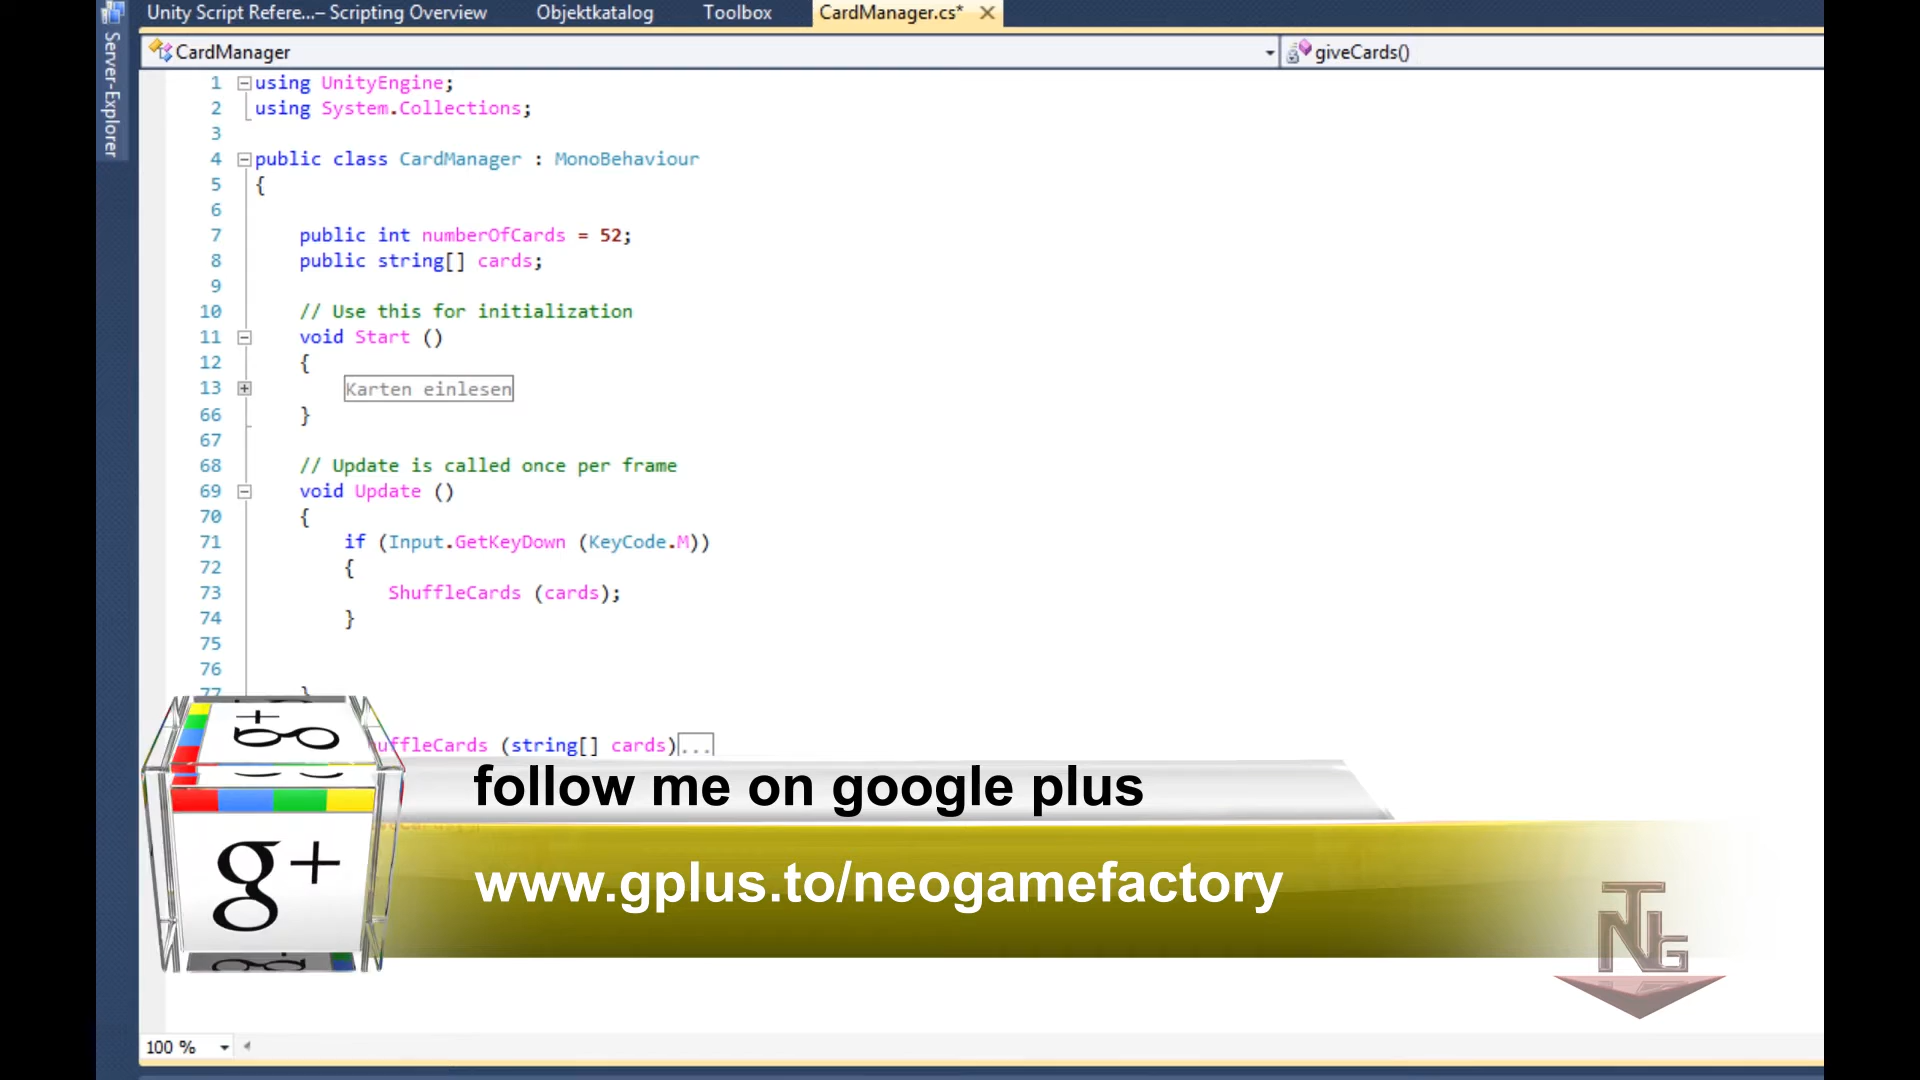 Unity Script Refere...– Scripting Overview Objektkatalog Toolbox CardManager.cs*
Server-Explorer
CardManager giveCards()
1 using UnityEngine;
2 using System.Collections;
3
4 public class CardManager : MonoBehaviour
5 {
6
7 public int numberOfCards = 52;
8 public string[] cards;
9
10 // Use this for initialization
11 void Start ()
12 {
13 Karten einlesen
66 }
67
68 // Update is called once per frame
69 void Update ()
70 {
71 if (Input.GetKeyDown (KeyCode.M))
72 {
73 ShuffleCards (cards);
74 }
75
76
77 }
uffleCards (string[] cards)...
follow me on google plus
www.gplus.to/neogamefactory
g+
g+
NTG
100 %